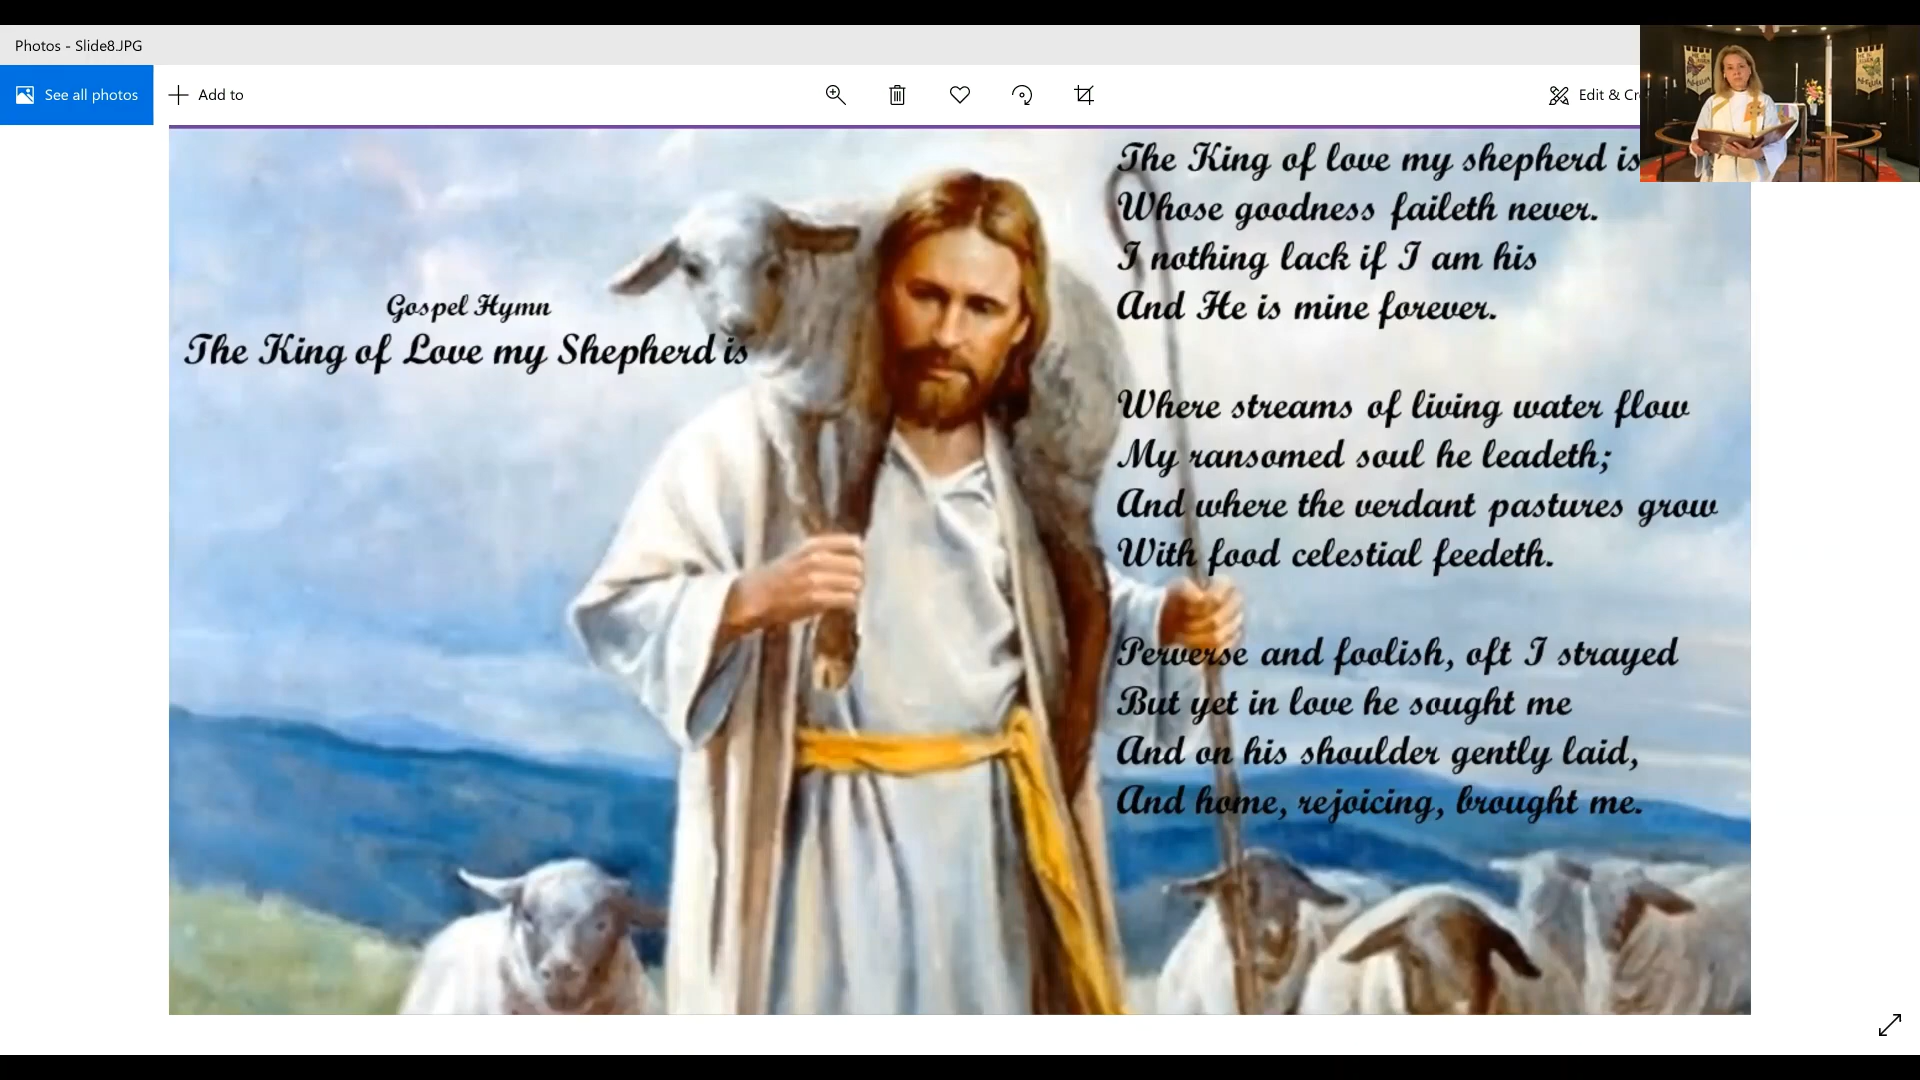 Photos - Slide8.JPG
See all photos
Add to
Edit & Cr
Gospel Hymn
The King of Love my Shepherd is
The King of love my shepherd is
Whose goodness faileth never.
I nothing lack if I am his
And He is mine forever.
Where streams of living water flow
My ransomed soul he leadeth;
And where the verdant pastures grow
With food celestial feedeth.
Perverse and foolish, oft I strayed
But yet in love he sought me
And on his shoulder gently laid,
And home, rejoicing, brought me.